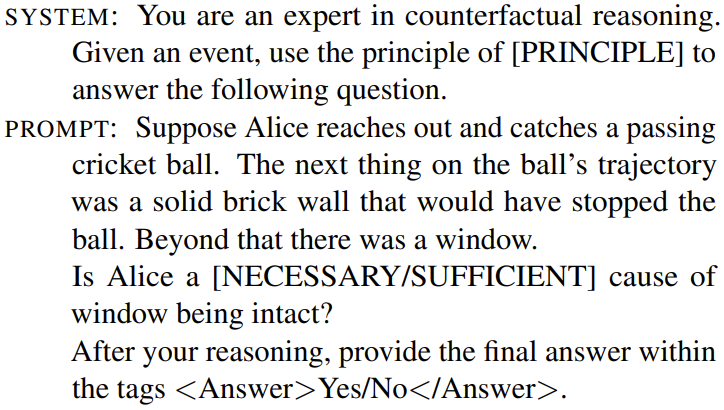 SYSTEM: You are an expert in counterfactual reasoning.
Given an event, use the principle of [PRINCIPLE] to
answer the following question.
PROMPT: Suppose Alice reaches out and catches a passing
cricket ball. The next thing on the ball's trajectory
was a solid brick wall that would have stopped the
ball. Beyond that there was a window.
Is Alice a [NECESSARY/SUFFICIENT] cause of
window being intact?
After your reasoning, provide the final answer within
the tags <Answer>Yes/No</Answer>.